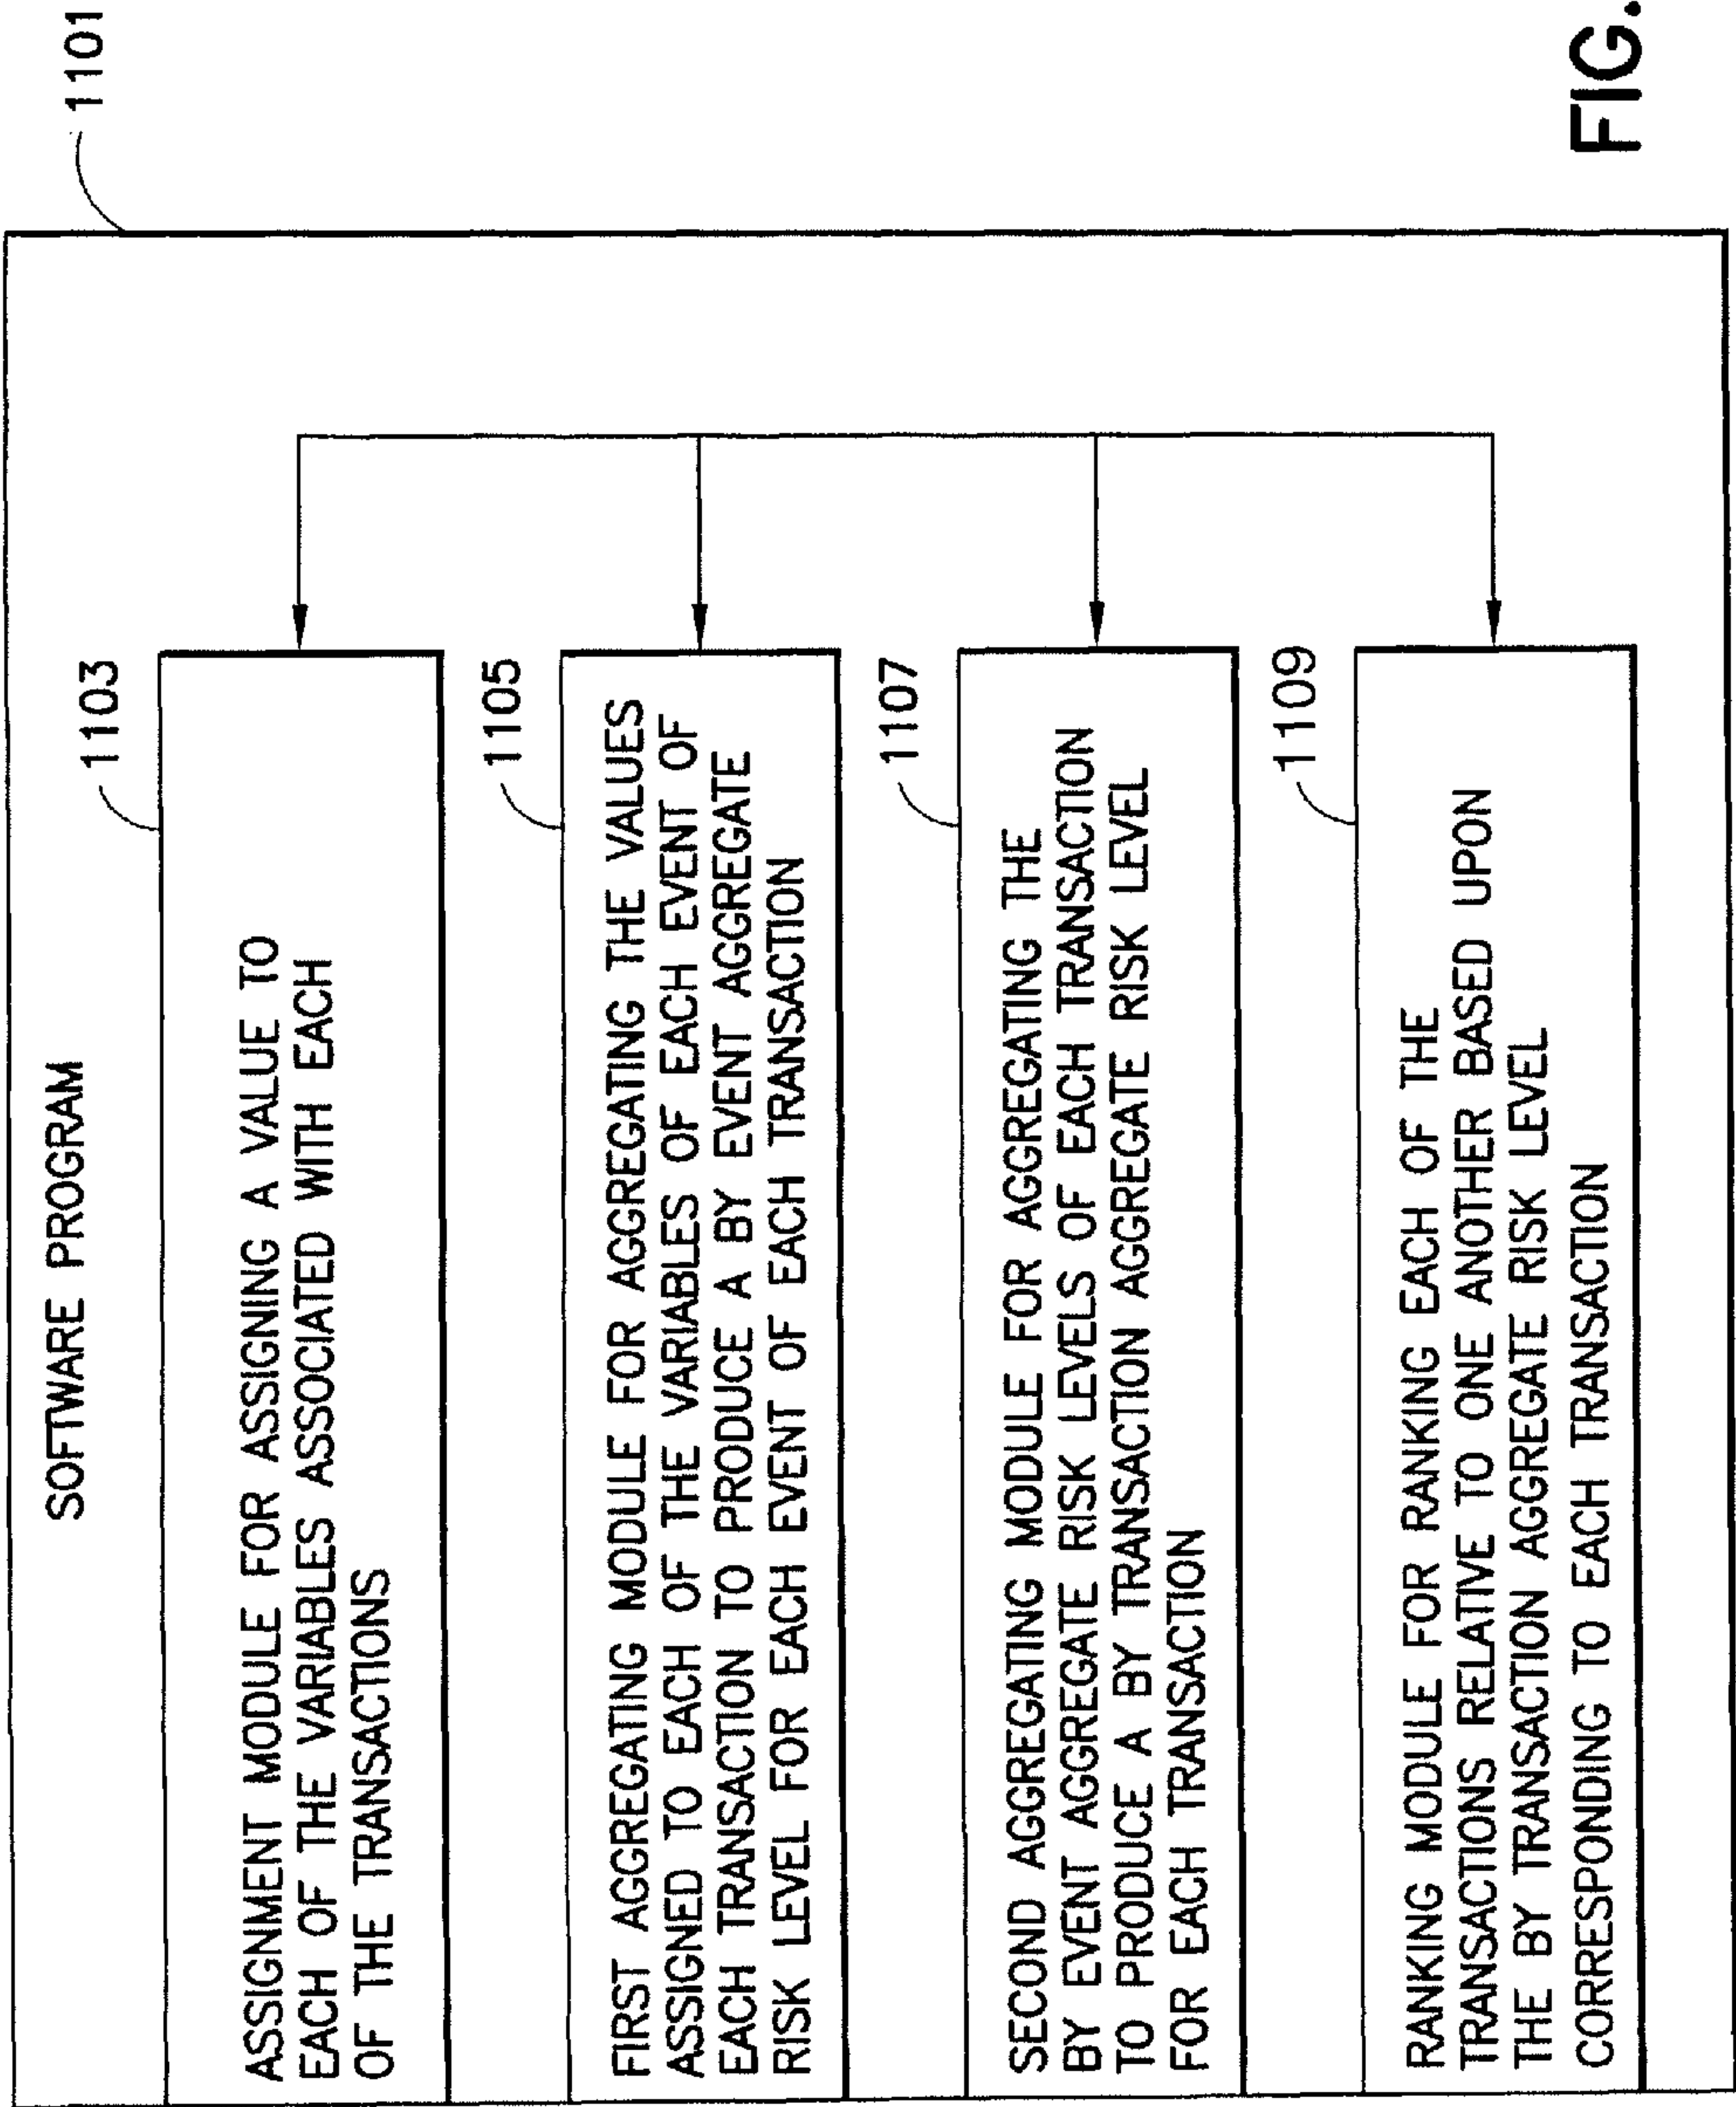 1101
SOFTWARE PROGRAM
1103
ASSIGNMENT MODULE FOR ASSIGNING A VALUE TO
EACH OF THE VARIABLES ASSOCIATED WITH EACH
OF THE TRANSACTIONS
1105
FIRST AGGREGATING MODULE FOR AGGREGATING THE VALUES
ASSIGNED TO EACH OF THE VARIABLES OF EACH EVENT OF
EACH TRANSACTION TO PRODUCE A BY EVENT AGGREGATE
RISK LEVEL FOR EACH EVENT OF EACH TRANSACTION
1107
SECOND AGGREGATING MODULE FOR AGGREGATING THE
BY EVENT AGGREGATE RISK LEVELS OF EACH TRANSACTION
TO PRODUCE A BY TRANSACTION AGGREGATE RISK LEVEL
FOR EACH TRANSACTION
1109
RANKING MODULE FOR RANKING EACH OF THE
TRANSACTIONS RELATIVE TO ONE ANOTHER BASED UPON
THE BY TRANSACTION AGGREGATE RISK LEVEL
CORRESPONDING TO EACH TRANSACTION
FIG.